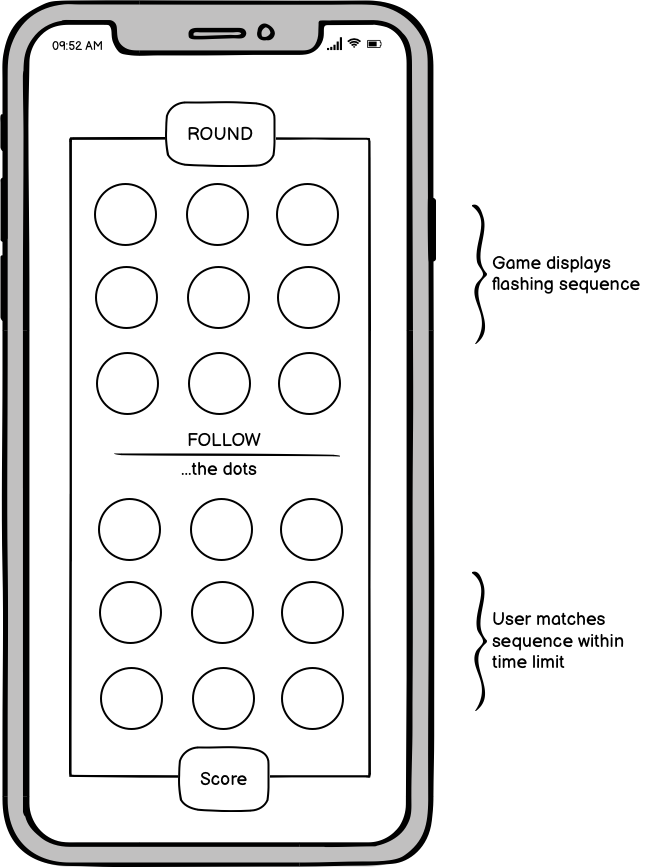 09:52 AM
ROUND
Game displays
flashing sequence
FOLLOW
...the dots
User matches
sequence within
time limit
Score